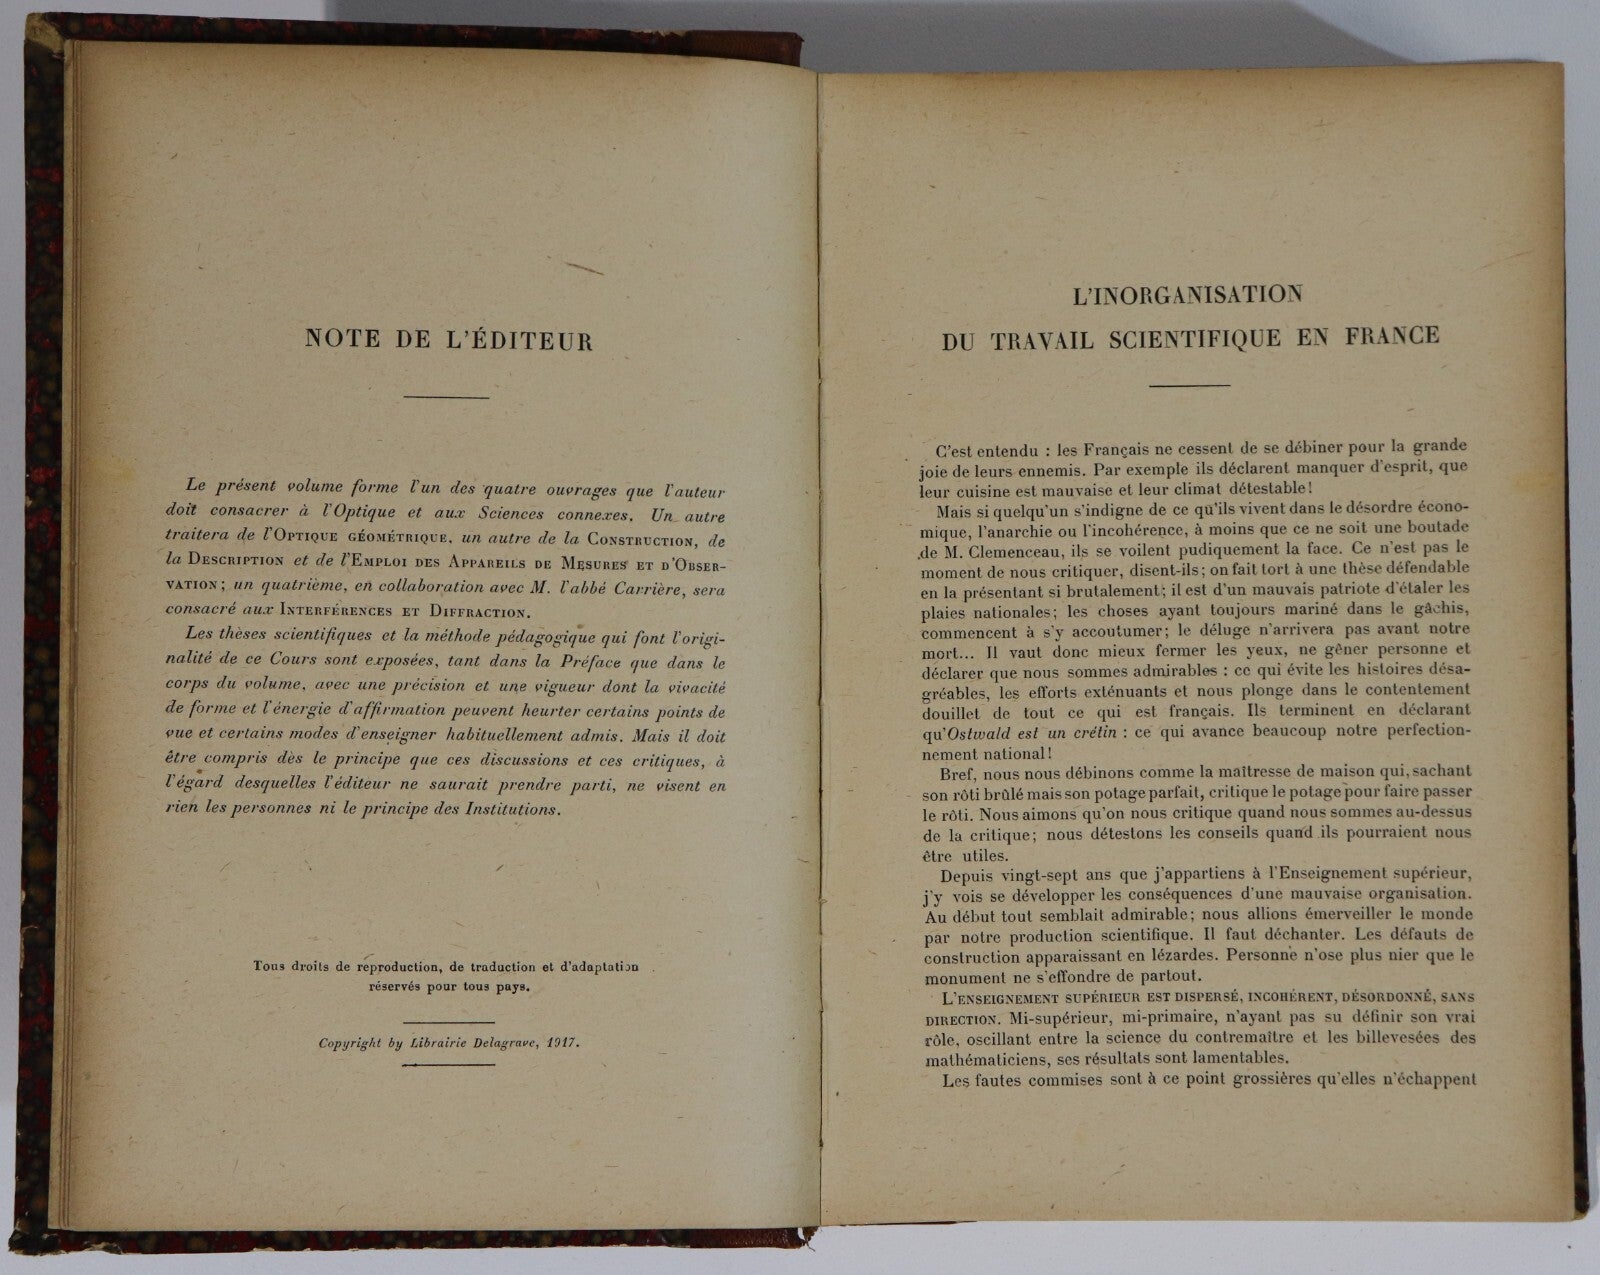 NOTE DE L'ÉDITEUR
Le présent volume forme l'un des quatre ouvrages que l'auteur
doit consacrer à l'Optique et aux Sciences connexes. Un autre
traitera de l'OPTIQUE GÉOMÉTRIQUE, un autre de la CONSTRUCTION, de
la DESCRIPTION et de l'EMPLOI DES APPAREILS DE MESURES ET D'OBSER-
VATION; un quatrième, en collaboration avec M. l'abbé Carrière, sera
consacré aux INTERFÉRENCES ET DIFFRACTION.
Les thèses scientifiques et la méthode pédagogique qui font l'origi-
nalité de ce Cours sont exposées, tant dans la Préface que dans le
corps du volume, avec une précision et une vigueur dont la vivacité
de forme et l'énergie d'affirmation peuvent heurter certains points de
vue et certains modes d'enseigner habituellement admis. Mais il doit
être compris dès le principe que ces discussions et ces critiques, à
l'égard desquelles l'éditeur ne saurait prendre parti, ne visent en
rien les personnes ni le principe des Institutions.
Tous droits de reproduction, de traduction et d'adaptation
réservés pour tous pays.
Copyright by Librairie Delagrave, 1917.
L'INORGANISATION
DU TRAVAIL SCIENTIFIQUE EN FRANCE
C'est entendu : les Français ne cessent de se débiner pour la grande
joie de leurs ennemis. Par exemple ils déclarent manquer d'esprit, que
leur cuisine est mauvaise et leur climat détestable!
Mais si quelqu'un s'indigne de ce qu'ils vivent dans le désordre écono-
mique, l'anarchie ou l'incohérence, à moins que ce ne soit une boutade
de M. Clemenceau, ils se voilent pudiquement la face. Ce n'est pas le
moment de nous critiquer, disent-ils; on fait tort à une thèse défendable
en la présentant si brutalement; il est d'un mauvais patriote d'étaler les
plaies nationales; les choses ayant toujours mariné dans le gâchis,
commencent à s'y accoutumer; le déluge n'arrivera pas avant notre
mort... Il vaut donc mieux fermer les yeux, ne gêner personne et
déclarer que nous sommes admirables : ce qui évite les histoires désa-
gréables, les efforts exténuants et nous plonge dans le contentement
douillet de tout ce qui est français. Ils terminent en déclarant
qu'Ostwald est un crétin : ce qui avance beaucoup notre perfection-
nement national!
Bref, nous nous débinons comme la maîtresse de maison qui, sachant
son rôti brûlé mais son potage parfait, critique le potage pour faire passer
le rôti. Nous aimons qu'on nous critique quand nous sommes au-dessus
de la critique; nous détestons les conseils quand ils pourraient nous
être utiles.
Depuis vingt-sept ans que j'appartiens à l'Enseignement supérieur,
j'y vois se développer les conséquences d'une mauvaise organisation.
Au début tout semblait admirable; nous allions émerveiller le monde
par notre production scientifique. Il faut déchanter. Les défauts de
construction apparaissant en lézardes. Personne n'ose plus nier que le
monument ne s'effondre de partout.
L'ENSEIGNEMENT SUPÉRIEUR EST DISPERSÉ, INCOHÉRENT, DÉSORDONNÉ, SANS
DIRECTION. Mi-supérieur, mi-primaire, n'ayant pas su définir son vrai
rôle, oscillant entre la science du contremaître et les billevesées des
mathématiciens, ses résultats sont lamentables.
Les fautes commises sont à ce point grossières qu'elles n'échappent